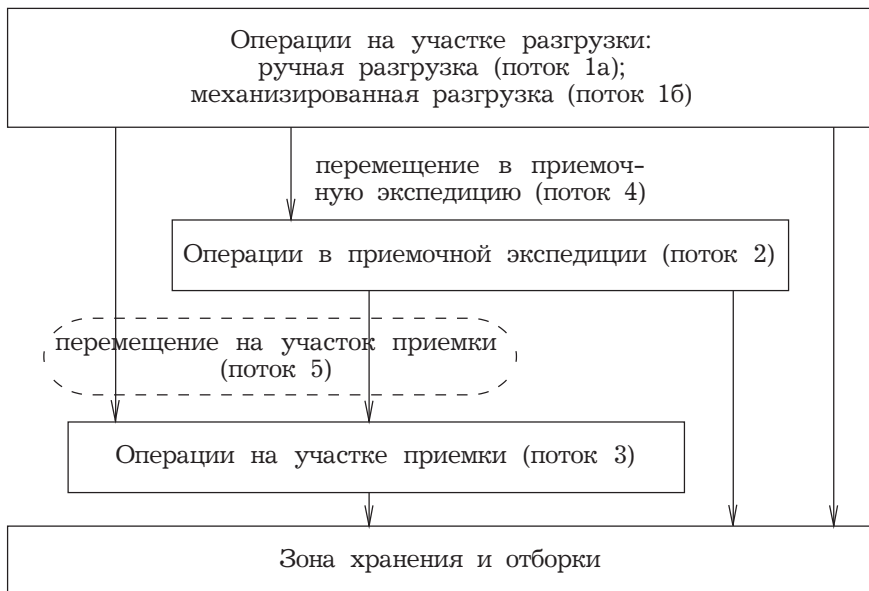 Операции на участке разгрузки:
ручная разгрузка (поток 1а);
механизированная разгрузка (поток 1б)
перемещение в приемоч-
ную экспедицию (поток 4)
Операции в приемочной экспедиции (поток 2)
перемещение на участок приемки
(поток 5)
Операции на участке приемки (поток 3)
Зона хранения и отборки